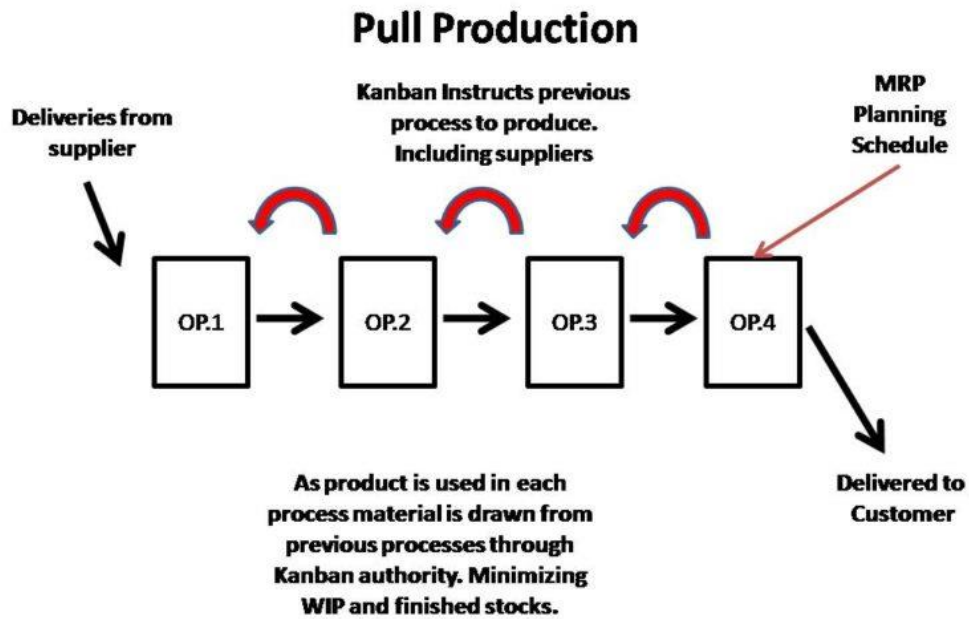 Pull Production
Kanban Instructs previous
process to produce.
Including suppliers
MRP
Planning
Schedule
Deliveries from
supplier
OP.1
OP.2
OP.3
OP.4
As product is used in each
process material is drawn from
previous processes through
Kanban authority. Minimizing
WIP and finished stocks.
Delivered to
Customer